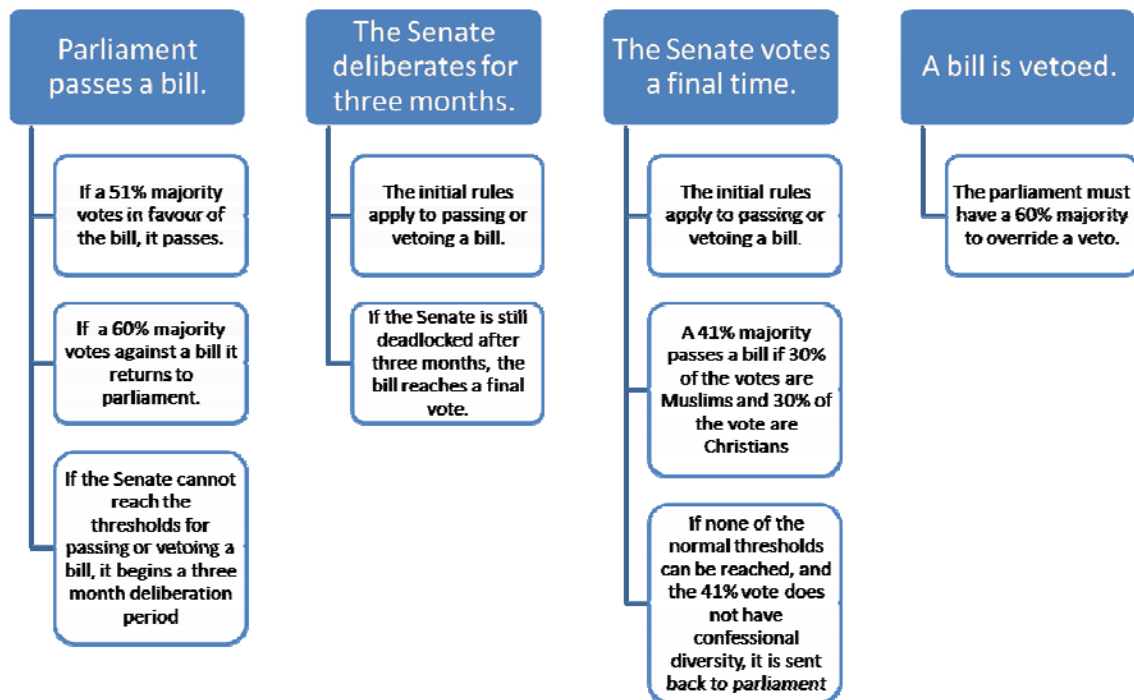 Parliament
passes a bill.
If a 51% majority
votes in favour of
the bill, it passes.
If a 60% majority
votes against a bill it
returns to
parliament.
If the Senate cannot
reach the
thresholds for
passing or vetoing a
bill, it begins a three
month deliberation
period
The Senate
deliberates for
three months.
The initial rules
apply to passing or
vetoing a bill.
If the Senate is still
deadlocked after
three months, the
bill reaches a final
vote.
The Senate votes
a final time.
The initial rules
apply to passing or
vetoing a bill.
A 41% majority
passes a bill if 30%
of the votes are
Muslims and 30% of
the vote are
Christians
If none of the
normal thresholds
can be reached, and
the 41% vote does
not have
confessional
diversity, it is sent
back to parliament
A bill is vetoed.
The parliament must
have a 60% majority
to override a veto.